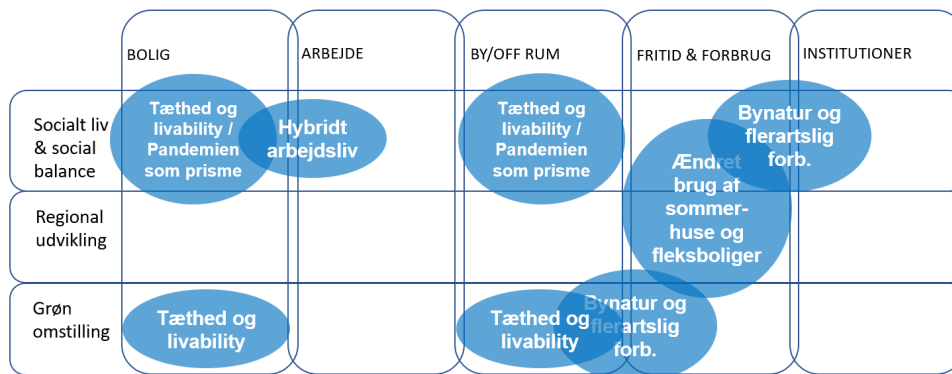 BOLIG
ARBEJDE
BY/OFF RUM
FRITID & FORBRUG
INSTITUTIONER
Socialt liv
& social
balance
Tæthed og
livability /
Pandemien
som prisme
Hybridt
arbejdsliv
Tæthed og
livability /
Pandemien
som prisme
Bynatur og
flerartslig
forb.
Ændret
brug af
sommer-
huse og
fleksboliger
Regional
udvikling
Grøn
omstilling
Tæthed og
livability
Tæthed og
livability
Bynatur og
flerartslig
forb.